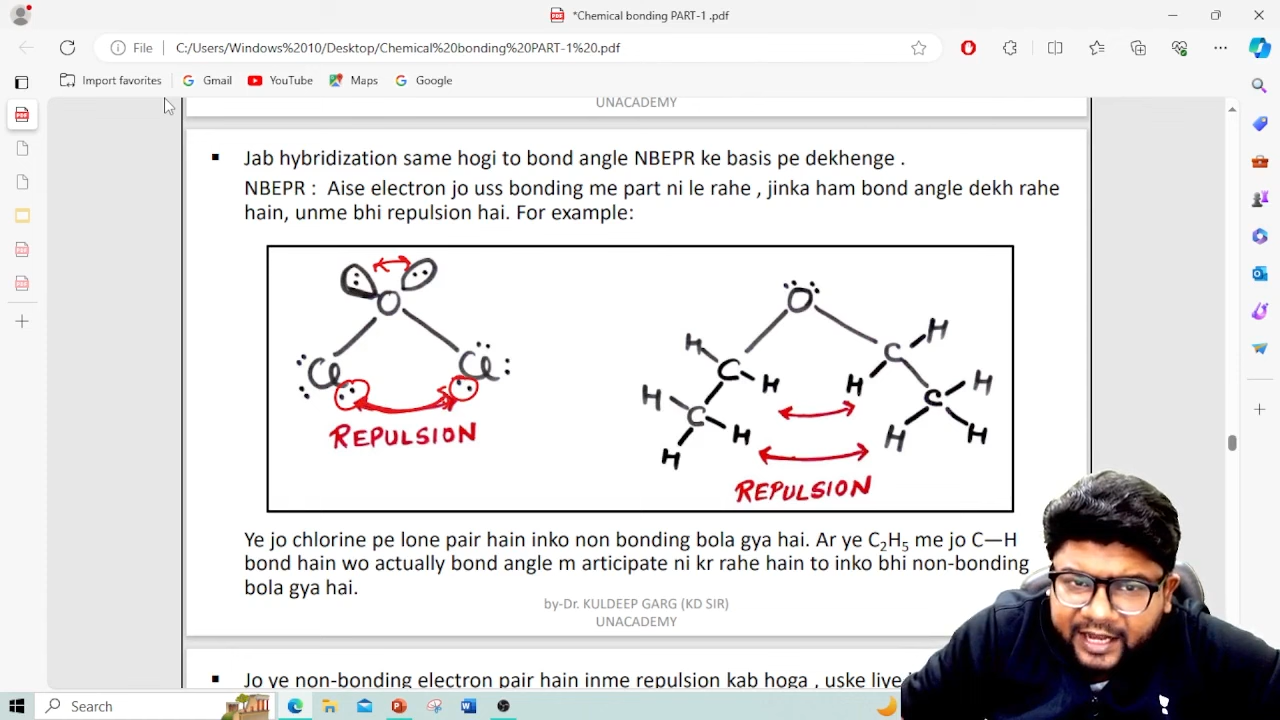 *Chemical bonding PART-1 .pdf
File
C:/Users/Windows%2010/Desktop/Chemical%20bonding%20PART-1%20.pdf
Import favorites
Gmail
YouTube
Maps
Google
UNACADEMY
▪ Jab hybridization same hogi to bond angle NBEPR ke basis pe dekhenge .
NBEPR : Aise electron jo uss bonding me part ni le rahe , jinka ham bond angle dekh rahe
hain, unme bhi repulsion hai. For example:
O
Cl Cl
REPULSION
O
H C H
H C H H C H
H C H H H
H
REPULSION
Ye jo chlorine pe lone pair hain inko non bonding bola gya hai. Ar ye C₂H₅ me jo C—H
bond hain wo actually bond angle m articipate ni kr rahe hain to inko bhi non-bonding
bola gya hai.
by-Dr. KULDEEP GARG (KD SIR)
UNACADEMY
▪ Jo ye non-bonding electron pair hain inme repulsion kab hoga , uske liye
Search